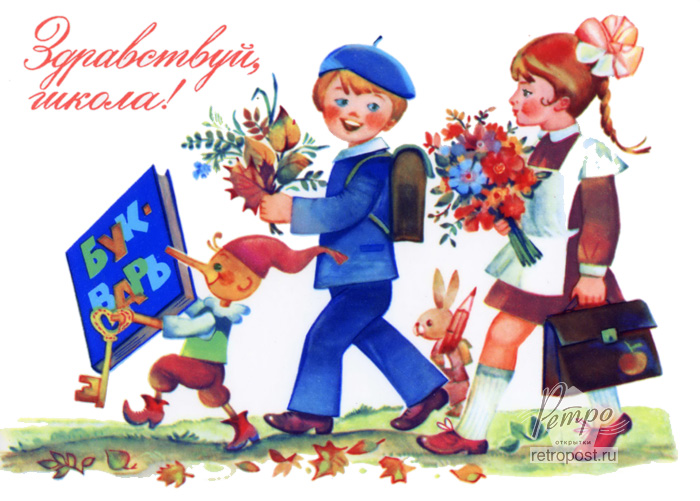 Здравствуй,
школа!
БУК-
ВАРЬ
Ретро
открытки
retropost.ru